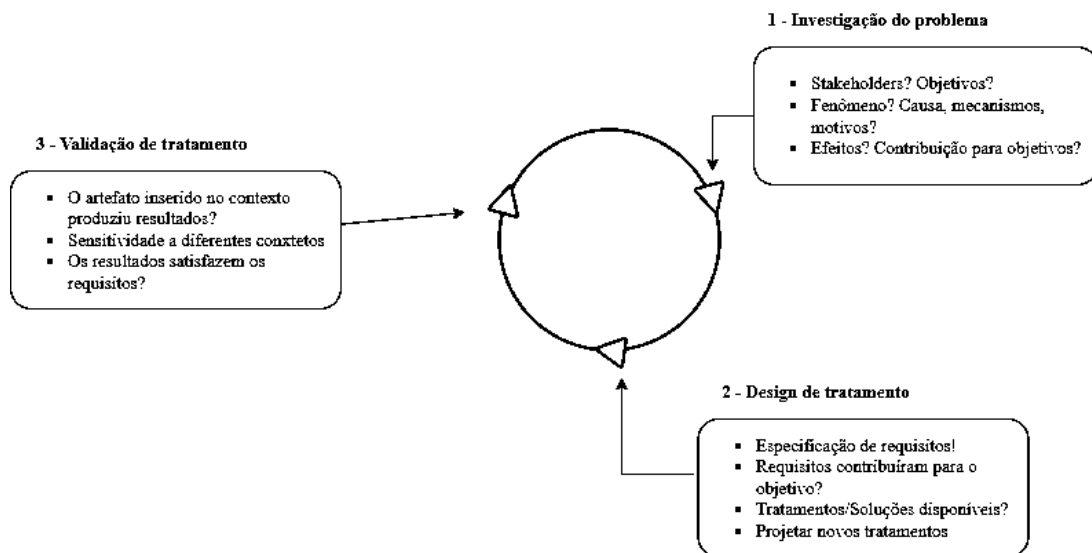 1 - Investigação do problema
▪ Stakeholders? Objetivos?
▪ Fenômeno? Causa, mecanismos,
motivos?
▪ Efeitos? Contribuição para objetivos?
3 - Validação de tratamento
▪ O artefato inserido no contexto
produziu resultados?
▪ Sensitividade a diferentes conxtetos
▪ Os resultados satisfazem os
requisitos?
2 - Design de tratamento
▪ Especificação de requisitos!
▪ Requisitos contribuíram para o
objetivo?
▪ Tratamentos/Soluções disponíveis?
▪ Projetar novos tratamentos